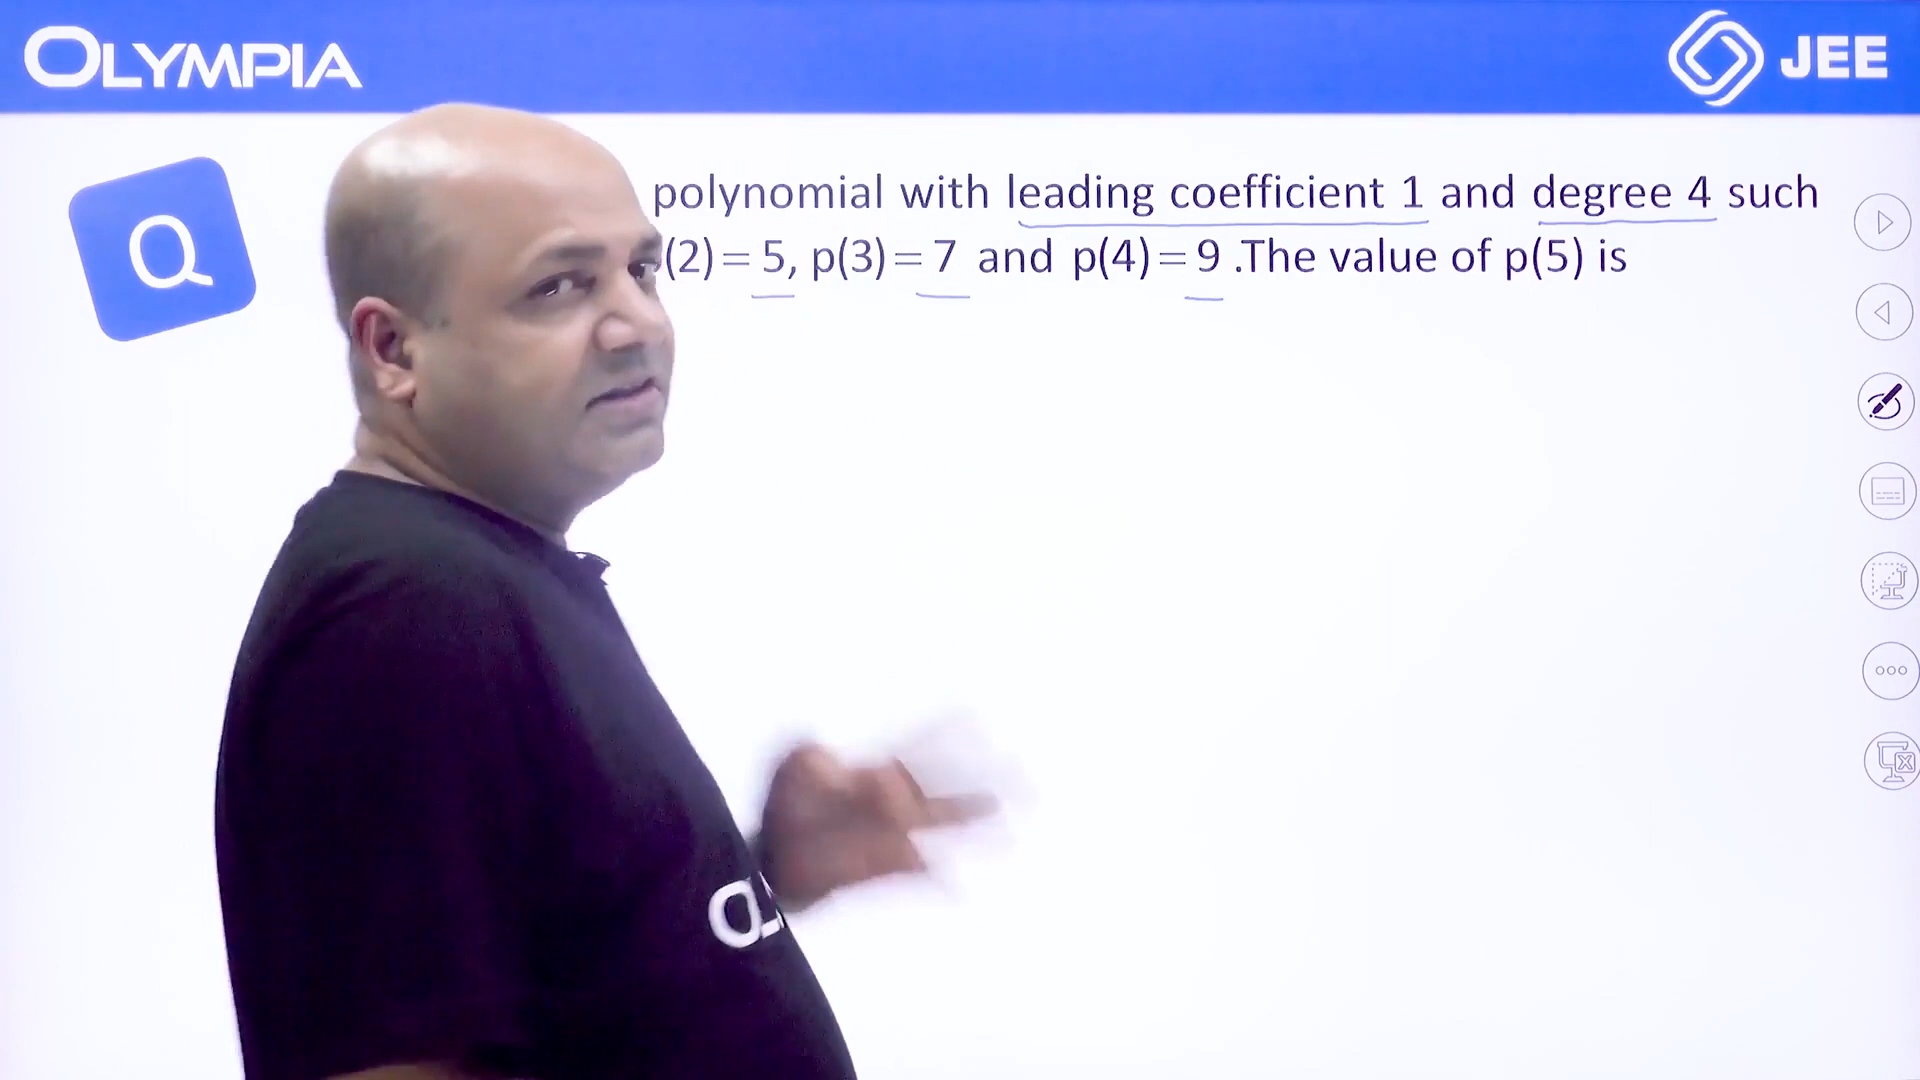 OLYMPIA
JEE
Q
polynomial with leading coefficient 1 and degree 4 such
(2) = 5, p(3) = 7 and p(4) = 9 .The value of p(5) is
OL